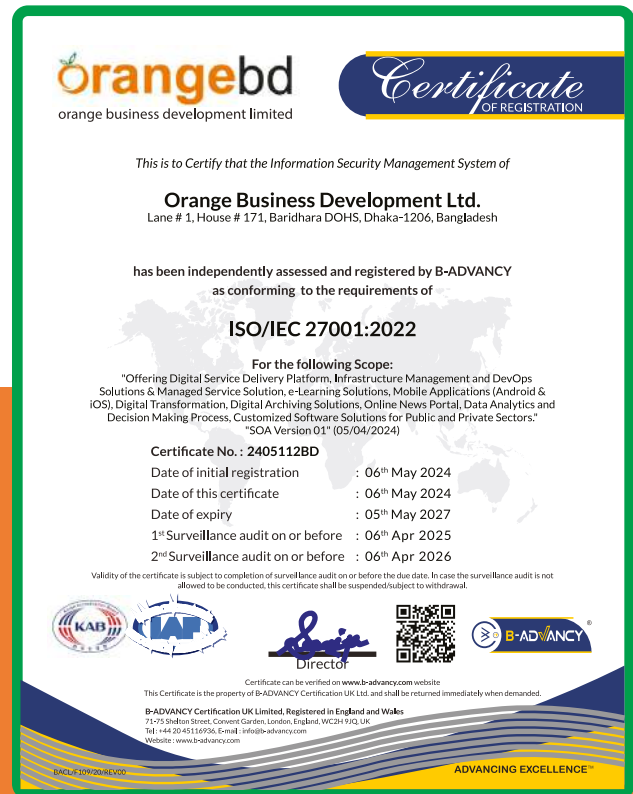 orangebd
orange business development limited
Certificate
OF REGISTRATION
This is to Certify that the Information Security Management System of
Orange Business Development Ltd.
Lane # 1, House # 171, Baridhara DOHS, Dhaka-1206, Bangladesh
has been independently assessed and registered by B-ADVANCY
as conforming to the requirements of
ISO/IEC 27001:2022
For the following Scope:
"Offering Digital Service Delivery Platform, Infrastructure Management and DevOps
Solutions & Managed Service Solution, e-Learning Solutions, Mobile Applications (Android &
iOS), Digital Transformation, Digital Archiving Solutions, Online News Portal, Data Analytics and
Decision Making Process, Customized Software Solutions for Public and Private Sectors."
"SOA Version 01" (05/04/2024)
Certificate No. : 2405112BD
Date of initial registration : 06th May 2024
Date of this certificate : 06th May 2024
Date of expiry : 05th May 2027
1st Surveillance audit on or before : 06th Apr 2025
2nd Surveillance audit on or before : 06th Apr 2026
Validity of the certificate is subject to completion of surveillance audit on or before the due date. In case the surveillance audit is not
allowed to be conducted, this certificate shall be suspended/subject to withdrawal.
KAB
IAF
Director
B-ADVANCY ®
Certificate can be verified on www.b-advancy.com website
This Certificate is the property of B-ADVANCY Certification UK Ltd. and shall be returned immediately when demanded.
B-ADVANCY Certification UK Limited, Registered in England and Wales
71-75 Shelton Street, Convent Garden, London, England, WC2H 9JQ, UK
Tel : +44 20 45116936, E-mail : info@b-advancy.com
Website : www.b-advancy.com
BACL/F109/20/REV00
ADVANCING EXCELLENCE™